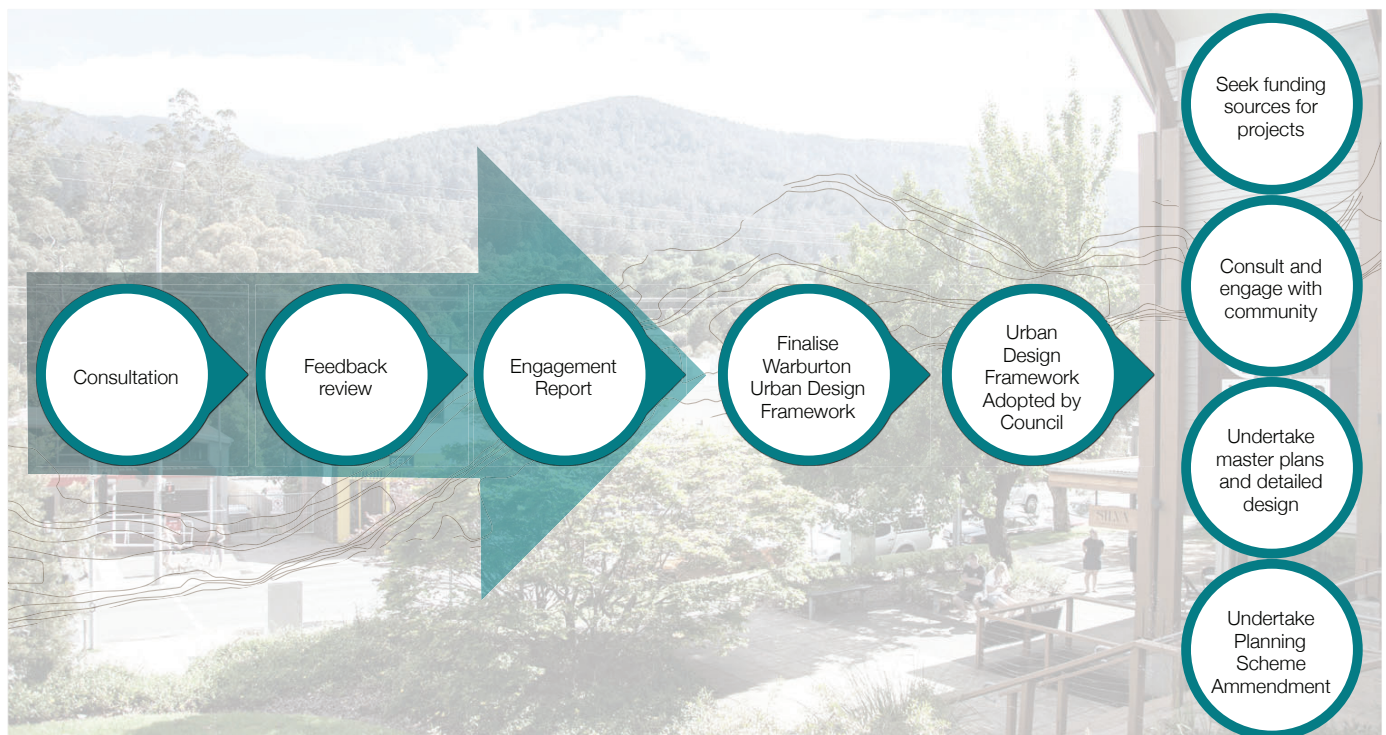 Consultation
Feedback
review
Engagement
Report
Finalise
Warburton
Urban Design
Framework
Urban
Design
Framework
Adopted by
Council
Seek funding
sources for
projects
Consult and
engage with
community
Undertake
master plans
and detailed
design
Undertake
Planning
Scheme
Ammendment
SILVA